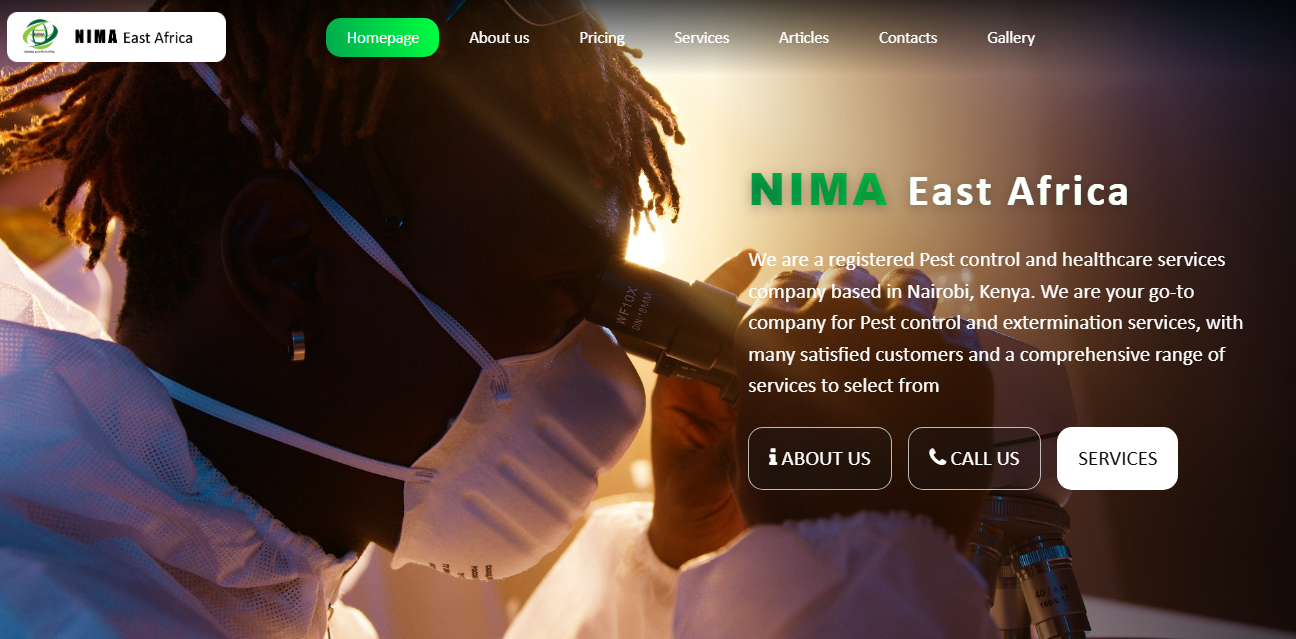 NIMA East Africa
Homepage
About us
Pricing
Services
Articles
Contacts
Gallery
NIMA East Africa
We are a registered Pest control and healthcare services
company based in Nairobi, Kenya. We are your go-to
company for Pest control and extermination services, with
many satisfied customers and a comprehensive range of
services to select from
ABOUT US
CALL US
SERVICES
WF10X
DIN 18MM